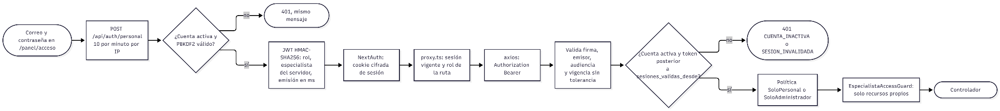 Correo y
contraseña en
/panel/acceso
POST
/api/auth/personal
10 por minuto por
IP
¿Cuenta activa y
PBKDF2 válido?
no
401, mismo
mensaje
sí
JWT HMAC-
SHA256: rol,
especialista
del servidor,
emisión en ms
NextAuth:
cookie cifrada
de sesión
proxy.ts: sesión
vigente y rol de
la ruta
axios:
Authorization
Bearer
Valida firma,
emisor,
audiencia
y vigencia sin
tolerancia
¿Cuenta activa y token
posterior
a
sesiones_validas_desde?
no
401
CUENTA_INACTIVA
o
SESION_INVALIDADA
sí
Política
SoloPersonal o
SoloAdministrador
EspecialistaAccessGuard:
solo recursos propios
Controlador